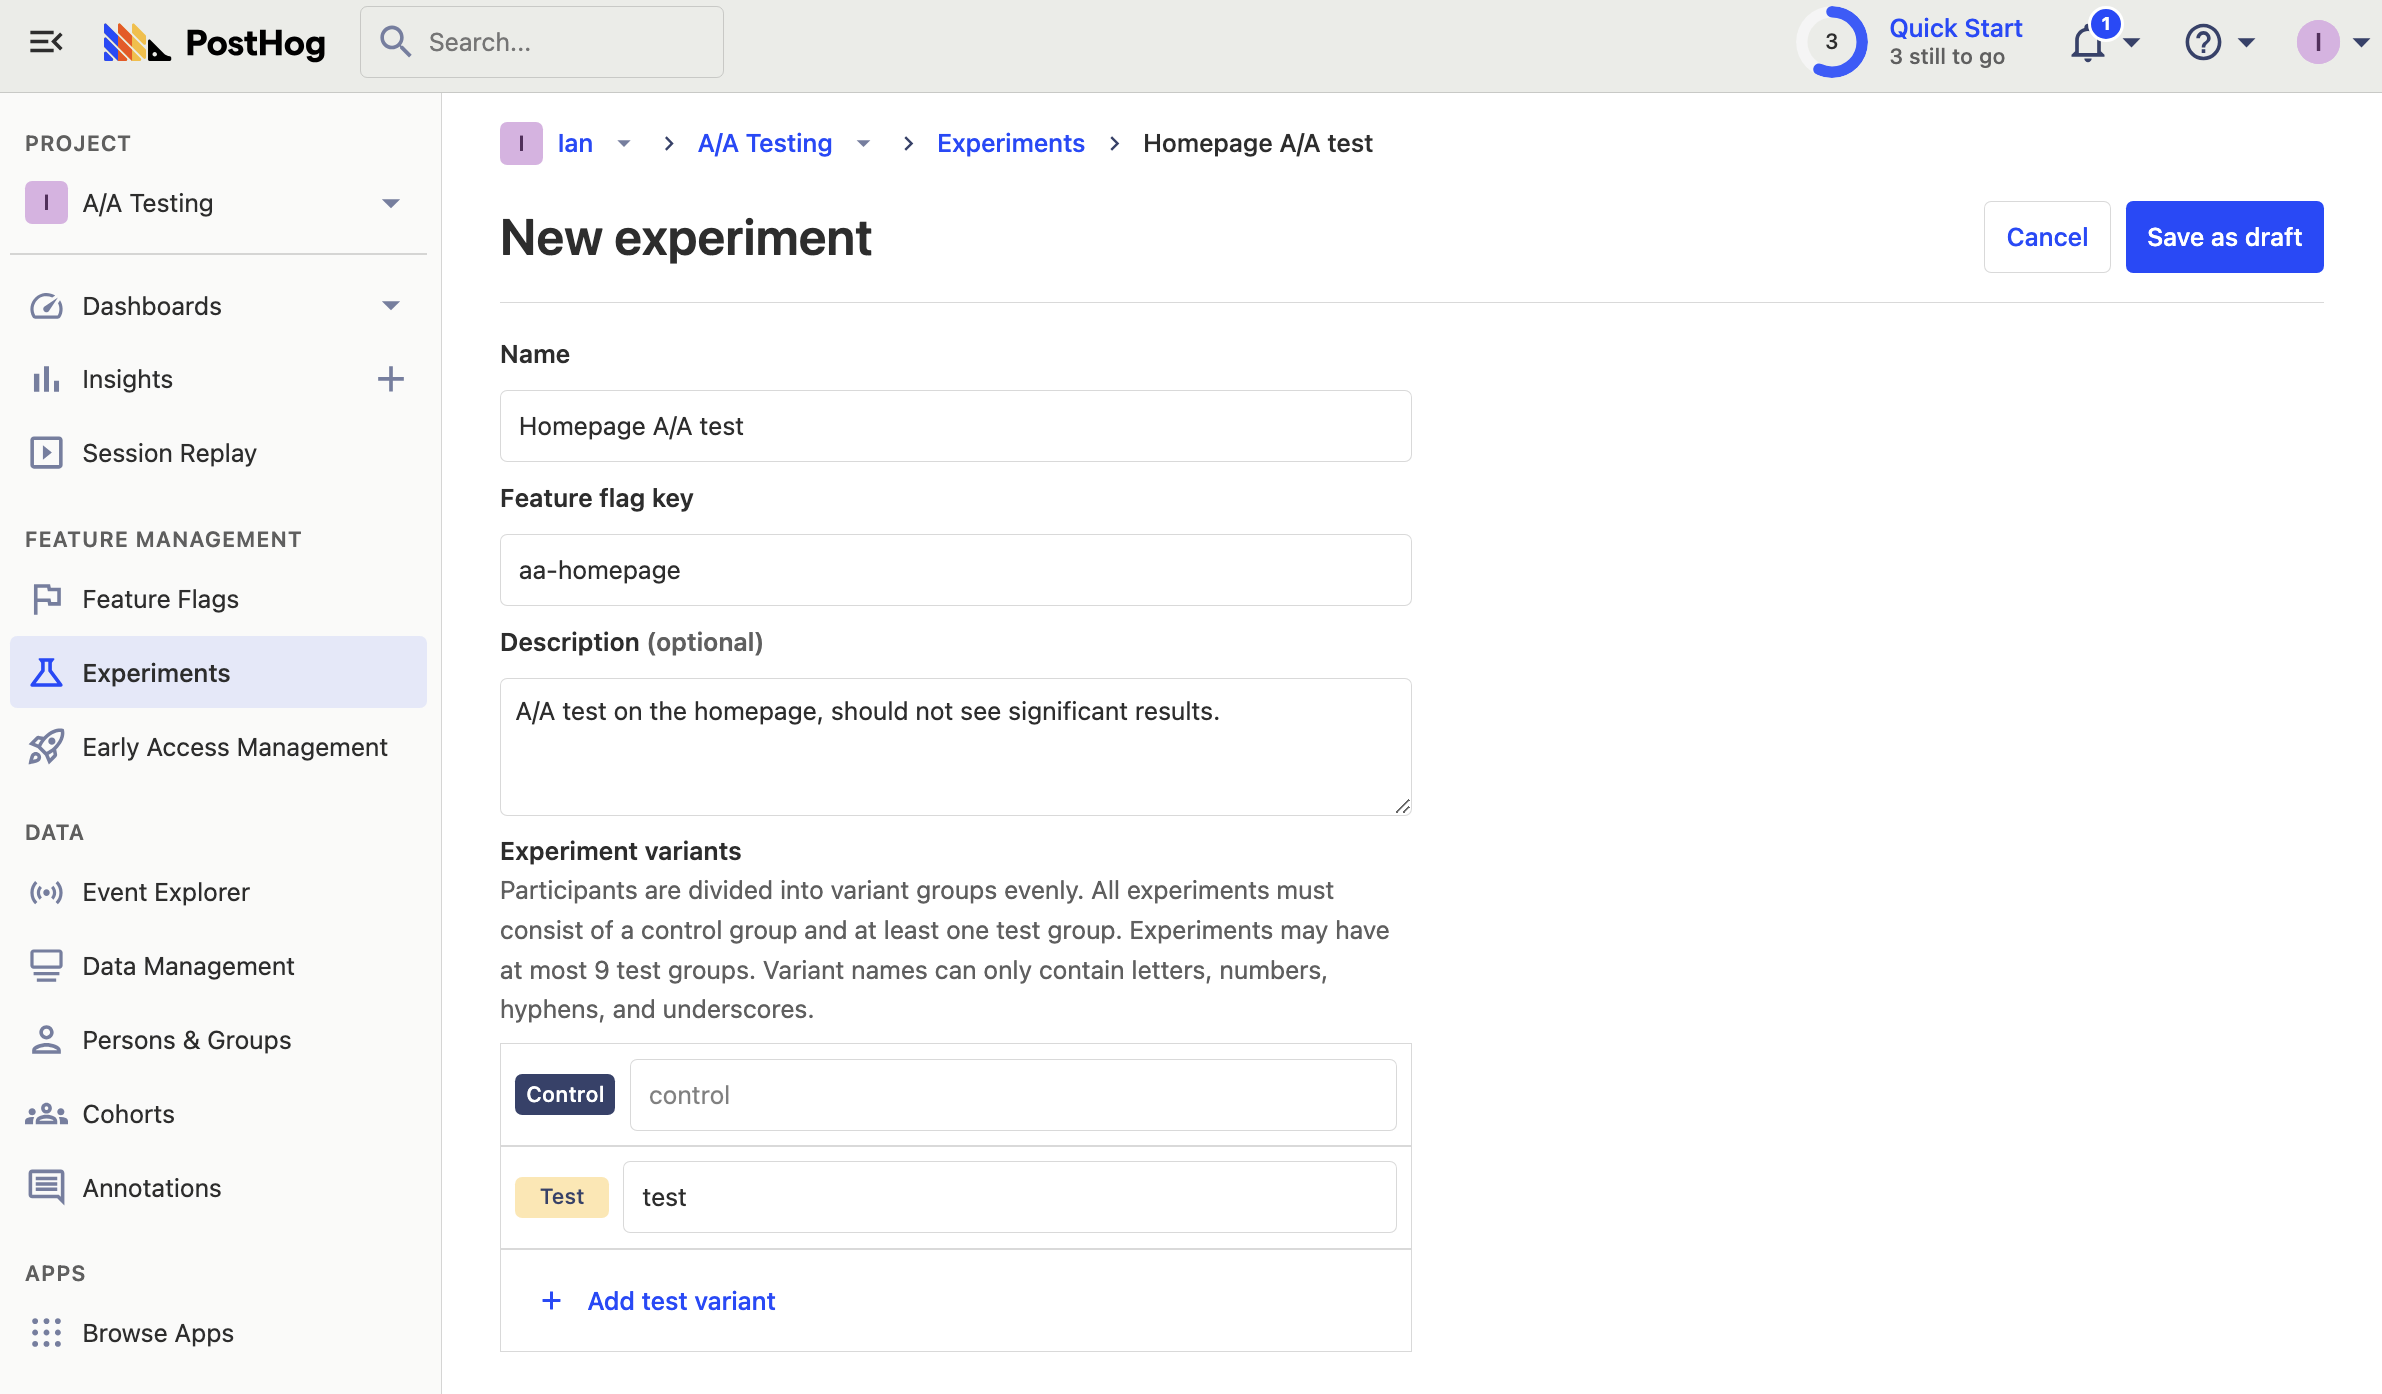 PostHog
Search...
3
Quick Start
3 still to go
1
I
PROJECT
I A/A Testing
Dashboards
Insights
Session Replay
FEATURE MANAGEMENT
Feature Flags
Experiments
Early Access Management
DATA
Event Explorer
Data Management
Persons & Groups
Cohorts
Annotations
APPS
Browse Apps
I Ian > A/A Testing > Experiments > Homepage A/A test
New experiment
Cancel
Save as draft
Name
Homepage A/A test
Feature flag key
aa-homepage
Description (optional)
A/A test on the homepage, should not see significant results.
Experiment variants
Participants are divided into variant groups evenly. All experiments must
consist of a control group and at least one test group. Experiments may have
at most 9 test groups. Variant names can only contain letters, numbers,
hyphens, and underscores.
Control control
Test test
+ Add test variant